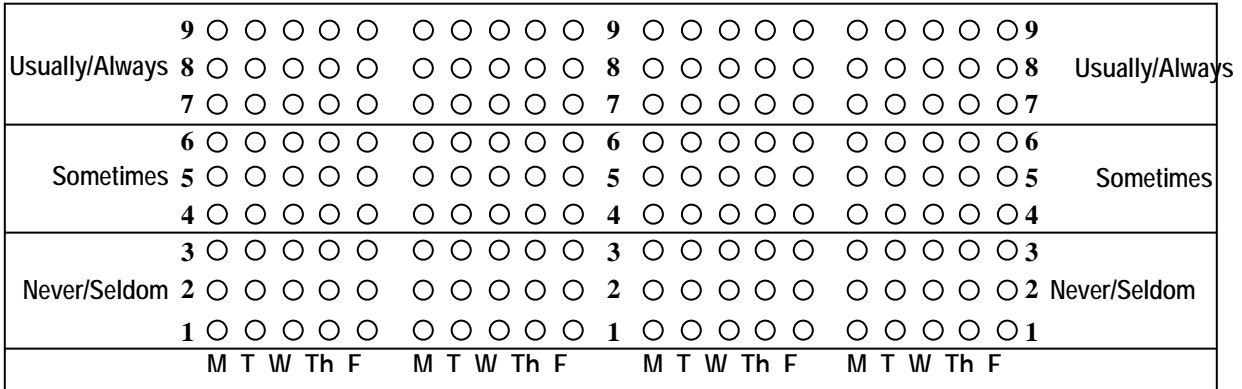 9 9 9
Usually/Always 8 8 8 Usually/Always
7 7 7
6 6 6
Sometimes 5 5 5 Sometimes
4 4 4
3 3 3
Never/Seldom 2 2 2 Never/Seldom
1 1 1
M T W Th F M T W Th F M T W Th F M T W Th F